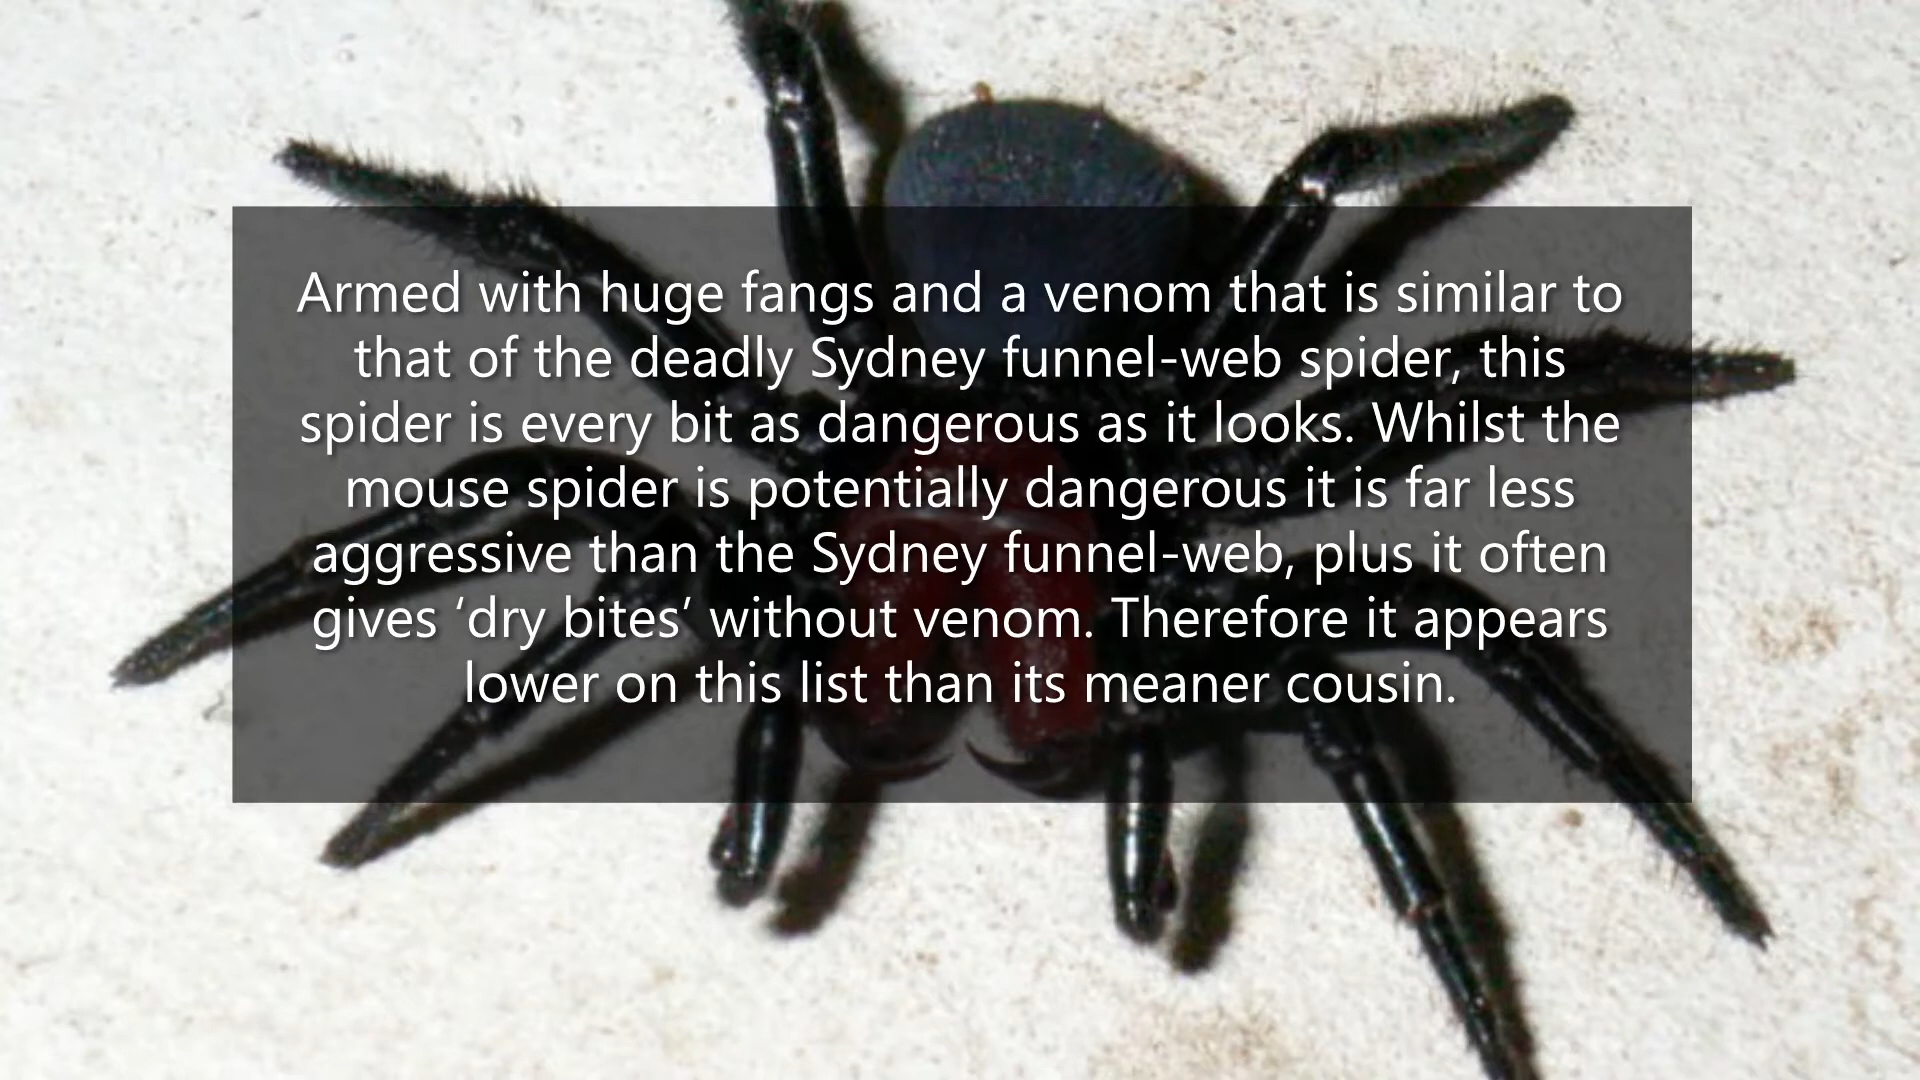 Armed with huge fangs and a venom that is similar to
that of the deadly Sydney funnel-web spider, this
spider is every bit as dangerous as it looks. Whilst the
mouse spider is potentially dangerous it is far less
aggressive than the Sydney funnel-web, plus it often
gives ‘dry bites’ without venom. Therefore it appears
lower on this list than its meaner cousin.